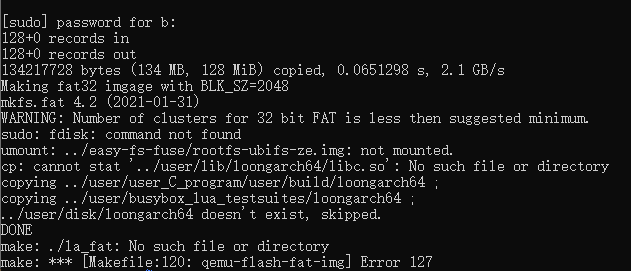 [sudo] password for b:
128+0 records in
128+0 records out
134217728 bytes (134 MB, 128 MiB) copied, 0.0651298 s, 2.1 GB/s
Making fat32 imgage with BLK_SZ=2048
mkfs.fat 4.2 (2021-01-31)
WARNING: Number of clusters for 32 bit FAT is less then suggested minimum.
sudo: fdisk: command not found
umount: ../easy-fs-fuse/rootfs-ubifs-ze.img: not mounted.
cp: cannot stat '../user/lib/loongarch64/libc.so': No such file or directory
copying ../user/user_C_program/user/build/loongarch64 ;
copying ../user/busybox_lua_testsuites/loongarch64 ;
../user/disk/loongarch64 doesn't exist, skipped.
DONE
make: ./la_fat: No such file or directory
make: *** [Makefile:120: qemu-flash-fat-img] Error 127